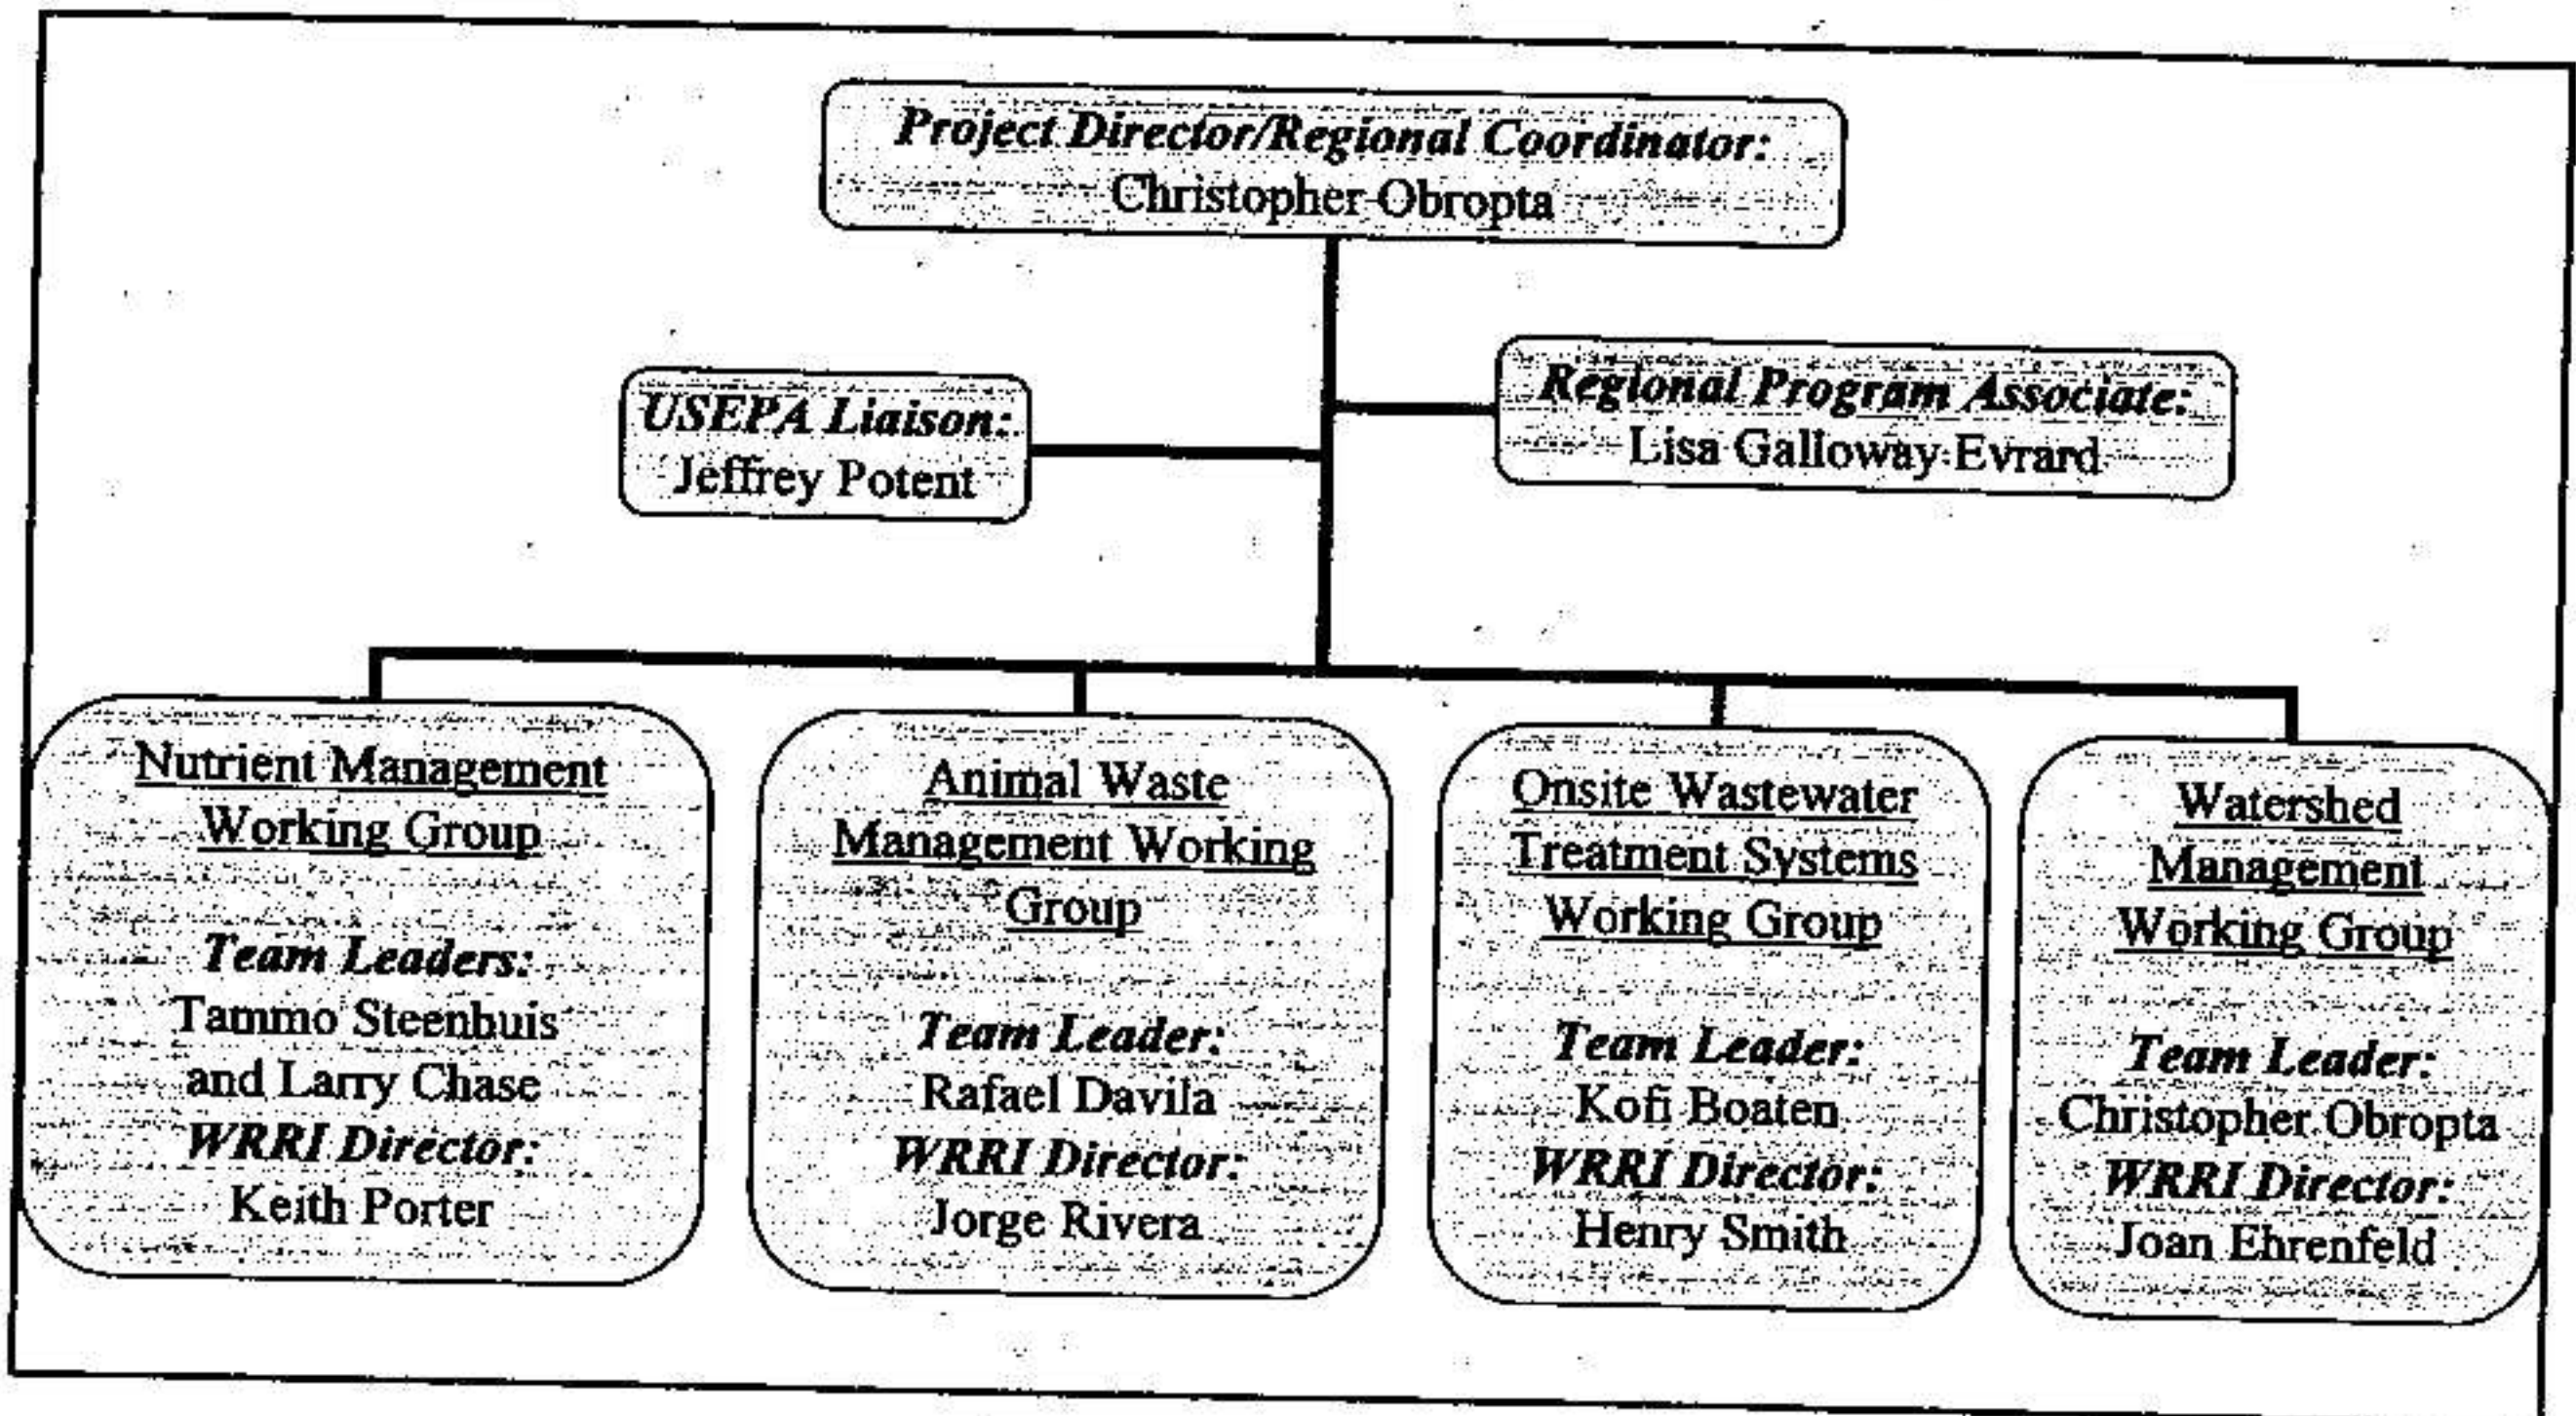 Project Director/Regional Coordinator:
Christopher Obropta
USEPA Liaison:
Jeffrey Potent
Regional Program Associate:
Lisa Galloway Evrard
Nutrient Management
Working Group
Team Leaders:
Tammo Steenhuis
and Larry Chase
WRRI Director:
Keith Porter
Animal Waste
Management Working
Group
Team Leader:
Rafael Davila
WRRI Director:
Jorge Rivera
Onsite Wastewater
Treatment Systems
Working Group
Team Leader:
Kofi Boaten
WRRI Director:
Henry Smith
Watershed
Management
Working Group
Team Leader:
Christopher Obropta
WRRI Director:
Joan Ehrenfeld